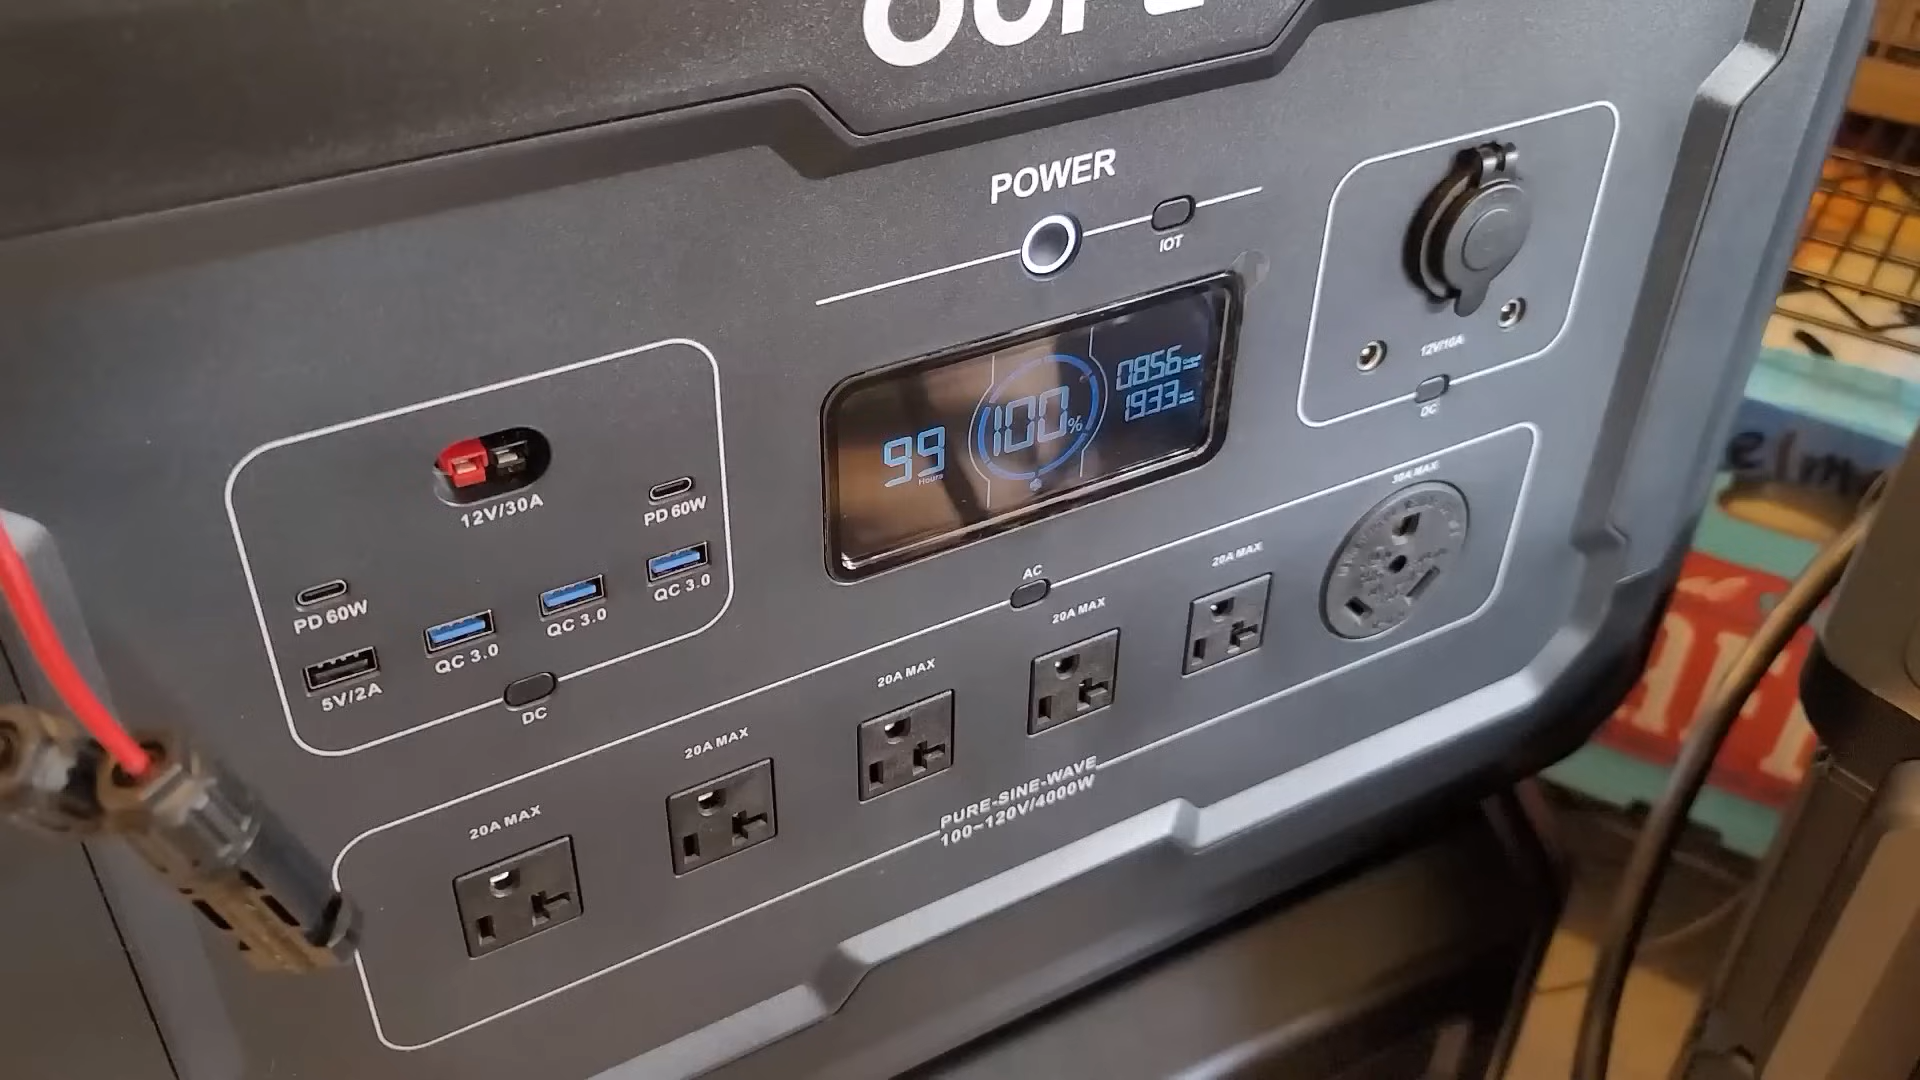 OUPE
POWER
IOT
99
Hours
100%
0856
1933
12V/10A
DC
12V/30A
PD 60W
PD 60W
QC 3.0
QC 3.0
QC 3.0
5V/2A
DC
AC
30A MAX
20A MAX
20A MAX
20A MAX
20A MAX
20A MAX
PURE-SINE-WAVE
100~120V/4000W